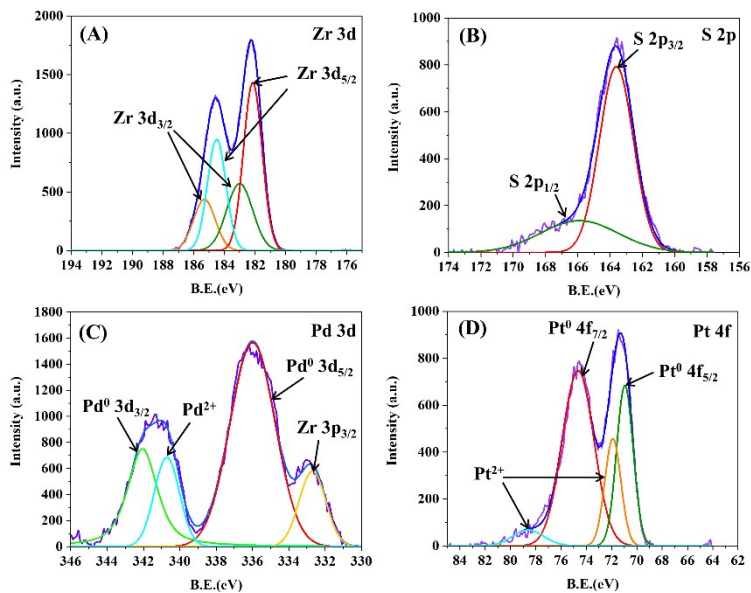 (A)
Zr 3d
Zr 3d5/2
Zr 3d3/2
Intensity (a.u.)
2000
1500
1000
500
0
194 192 190 188 186 184 182 180 178 176
B.E.(eV)
(B)
S 2p
S 2p3/2
S 2p1/2
Intensity (a.u.)
1000
800
600
400
200
0
174 172 170 168 166 164 162 160 158 156
B.E.(eV)
(C)
Pd 3d
Pd⁰ 3d5/2
Pd⁰ 3d3/2
Pd²⁺
Zr 3p3/2
Intensity (a.u.)
1800
1600
1400
1200
1000
800
600
400
200
0
346 344 342 340 338 336 334 332 330
B.E.(eV)
(D)
Pt⁰ 4f7/2
Pt 4f
Pt⁰ 4f5/2
Pt²⁺
Intensity (a.u.)
1000
800
600
400
200
0
84 82 80 78 76 74 72 70 68 66 64 62
B.E.(eV)